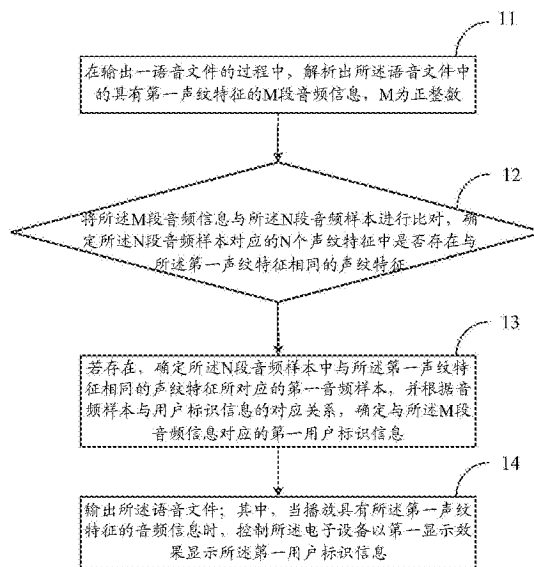 11
在输出一语音文件的过程中，解析出所述语音文件中
的具有第一声纹特征的M段音频信息，M为正整数
12
将所述M段音频信息与所述N段音频样本进行比对，确
定所述N段音频样本对应的N个声纹特征中是否存在与
所述第一声纹特征相同的声纹特征
13
若存在，确定所述N段音频样本中与所述第一声纹特
征相同的声纹特征所对应的第一音频样本，并根据音
频样本与用户标识信息的对应关系，确定与所述M段
音频信息对应的第一用户标识信息
14
输出所述语音文件；其中，当播放具有所述第一声纹
特征的音频信息时，控制所述电子设备以第一显示效
果显示所述第一用户标识信息